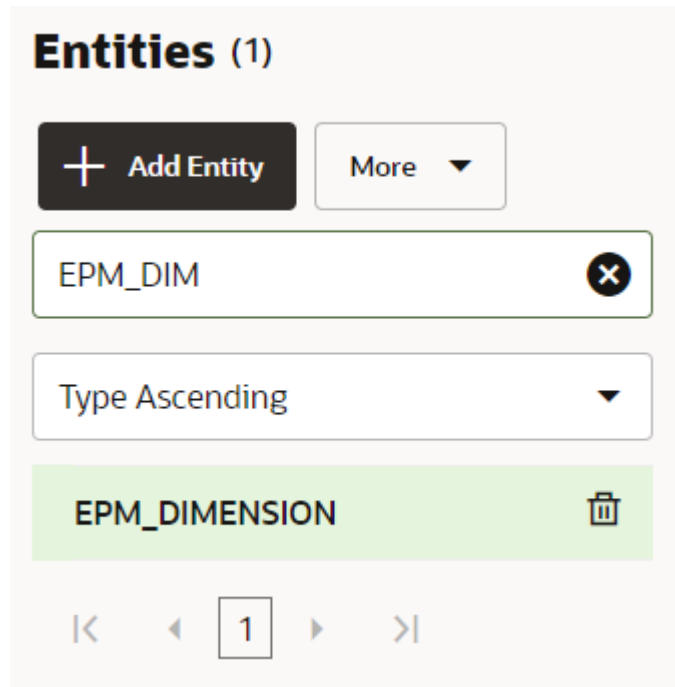 Entities (1)
Add Entity More
EPM_DIM
Type Ascending
EPM_DIMENSION
1